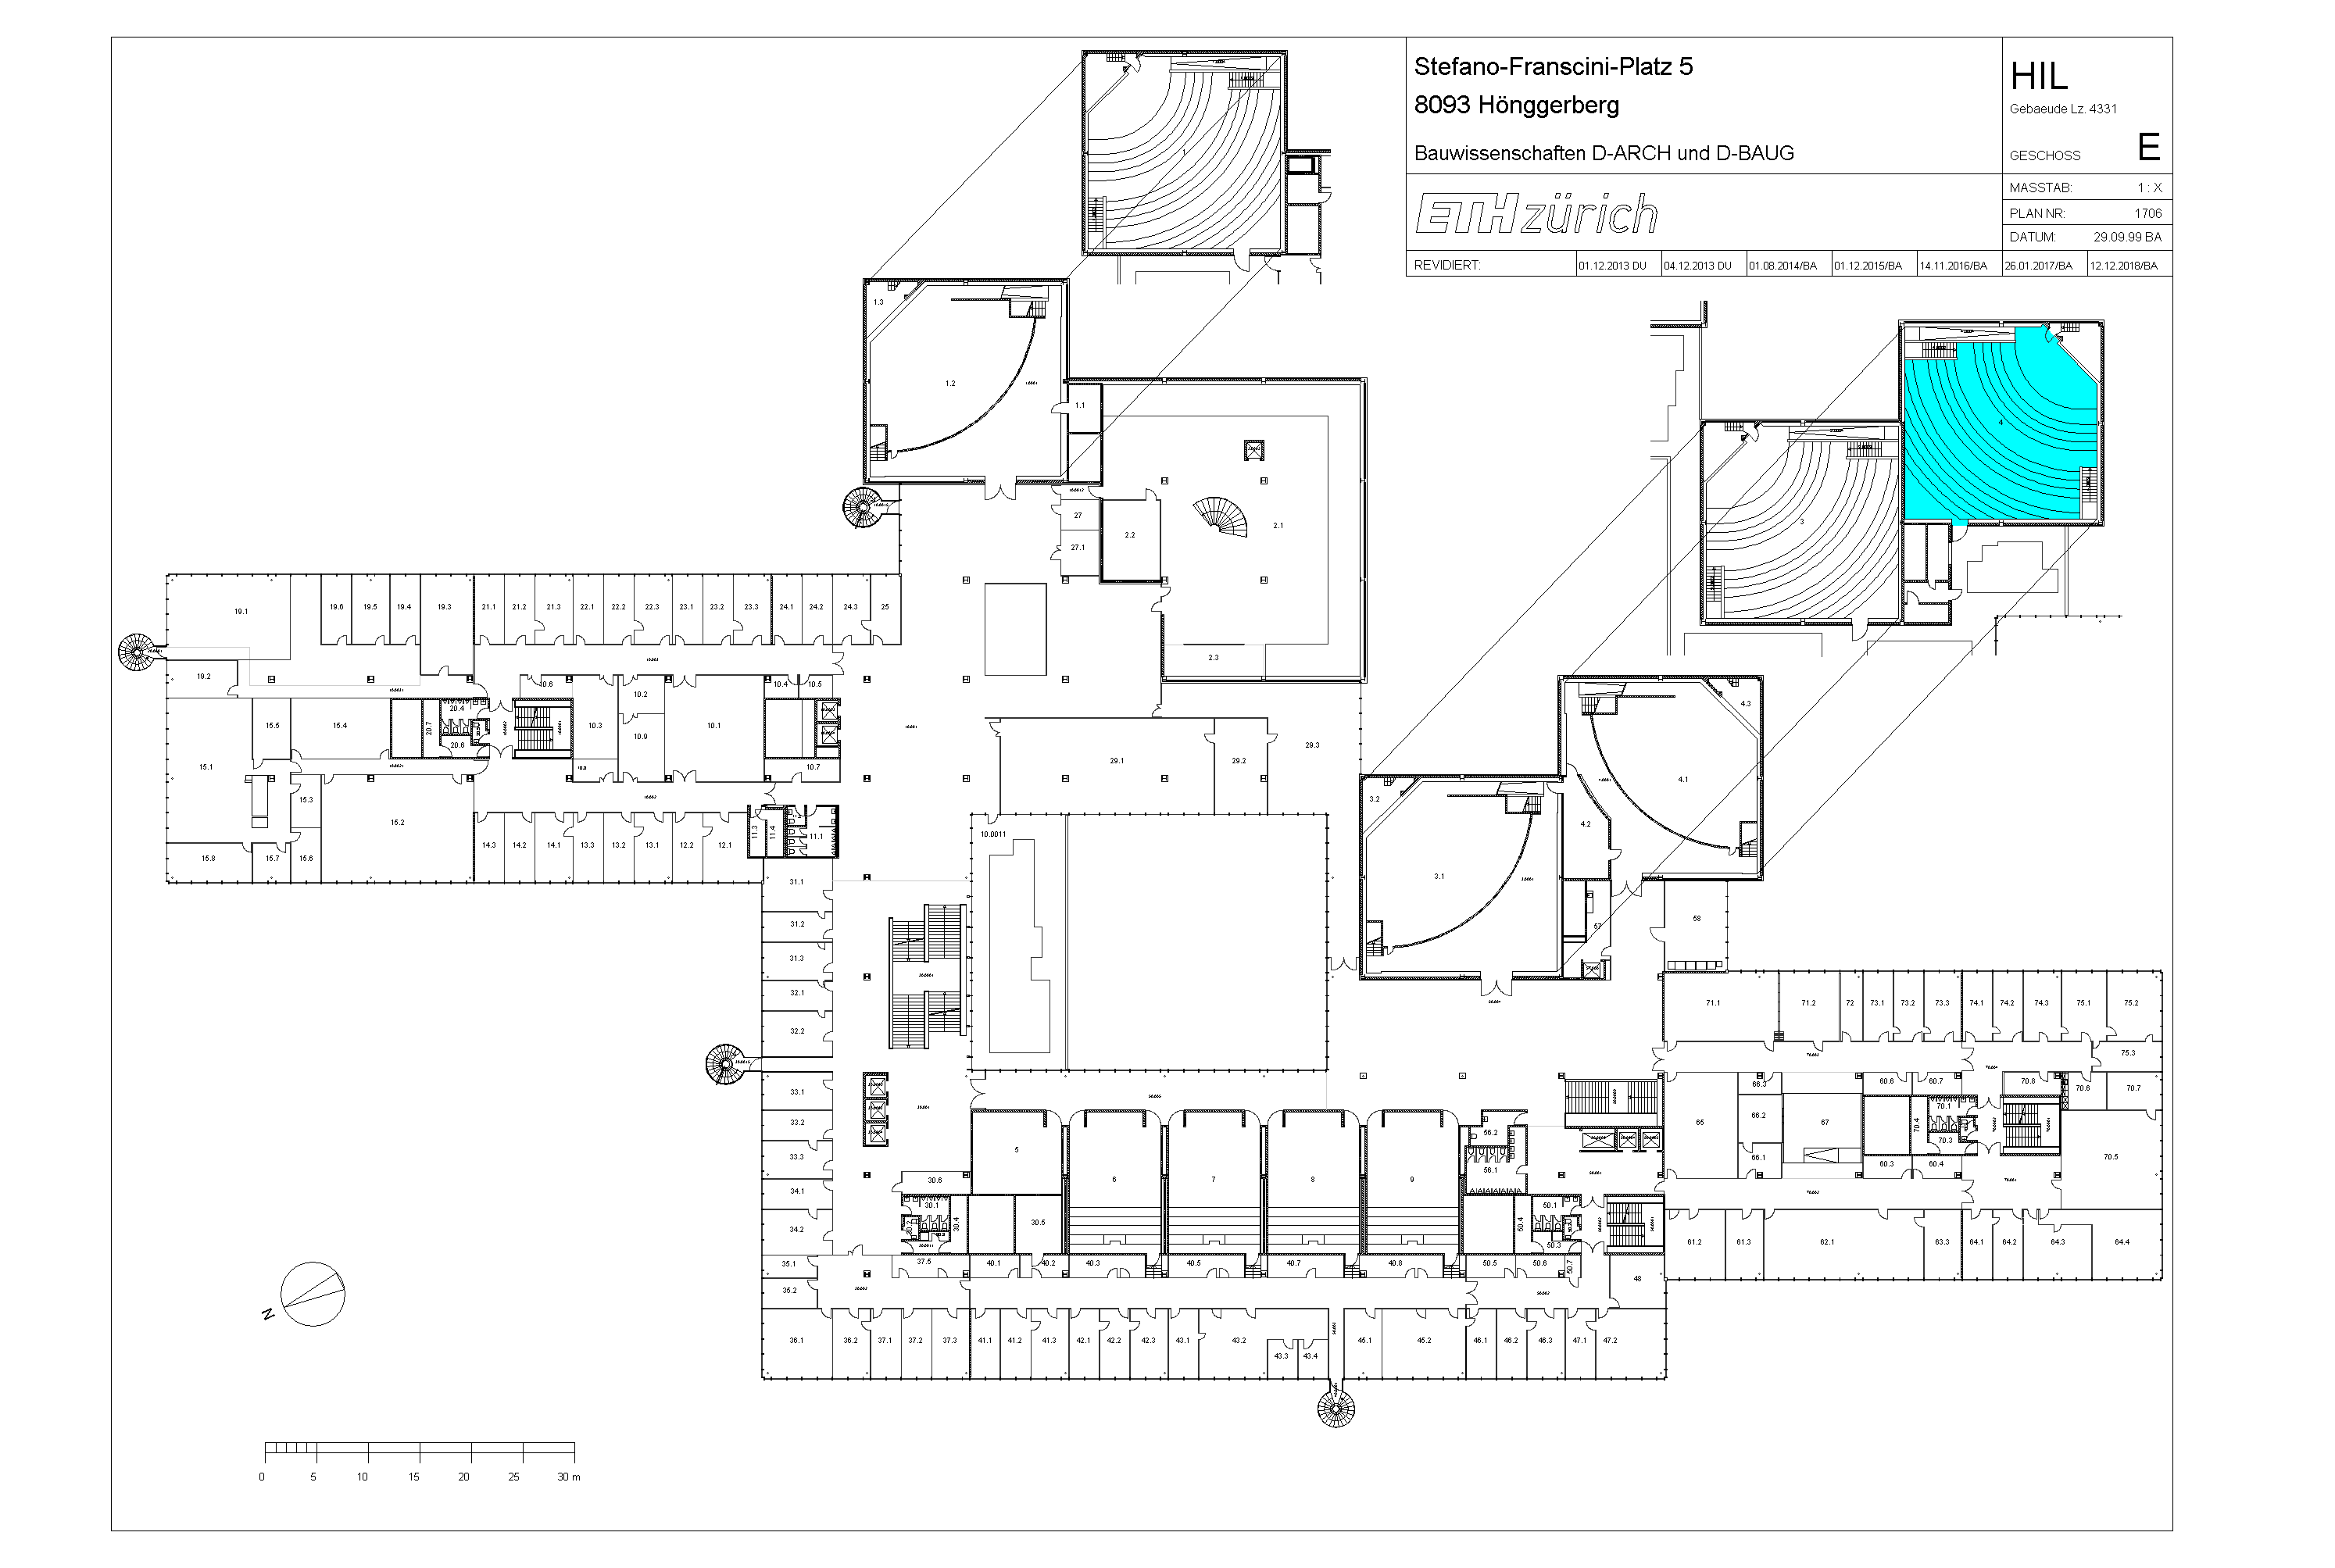 Stefano-Franscini-Platz 5
8093 Hönggerberg
Bauwissenschaften D-ARCH und D-BAUG
HIL
Gebaeude Lz. 4331
GESCHOSS E
ETH zürich
MASSTAB: 1 : X
PLAN NR: 1706
DATUM: 29.09.99 BA
REVIDIERT: 01.12.2013 DU 04.12.2013 DU 01.08.2014/BA 01.12.2015/BA 14.11.2016/BA 26.01.2017/BA 12.12.2018/BA
1
1.3
1.2
1.1
4
3
27
2.2
2.1
27.1
2.3
19.1 19.6 19.5 19.4 19.3 21.1 21.2 21.3 22.1 22.2 22.3 23.1 23.2 23.3 24.1 24.2 24.3 25
19.2
10.6 10.2 10.4 10.5
20.4
15.5 15.4 20.7 10.3 10.1
20.6 10.9
15.1 10.7
29.1 29.2 29.3
15.3
15.2
11.3 11.4 11.1
10.0011
14.3 14.2 14.1 13.3 13.2 13.1 12.2 12.1
15.8 15.7 15.6
4.3
4.1
3.2
4.2
3.1
57
58
31.1
31.2
31.3
32.1
32.2
33.1
33.2
33.3
34.1
34.2
35.1
35.2
71.1 71.2 72 73.1 73.2 73.3 74.1 74.2 74.3 75.1 75.2
75.3
66.3 60.6 60.7 70.8 70.6 70.7
65 66.2 67 70.4 70.1
70.3
66.1 60.3 60.4 70.5
61.2 61.3 62.1 63.3 64.1 64.2 64.3 64.4
5 6 7 8 9
56.2
56.1
30.6
30.1
30.2 30.4 30.5
50.4 50.1
50.3
37.5 40.1 40.2 40.3 40.5 40.7 40.8 50.5 50.6 50.7
48
36.1 36.2 37.1 37.2 37.3 41.1 41.2 41.3 42.1 42.2 42.3 43.1 43.2 45.1 45.2 46.1 46.2 46.3 47.1 47.2
43.3 43.4
N
0 5 10 15 20 25 30 m